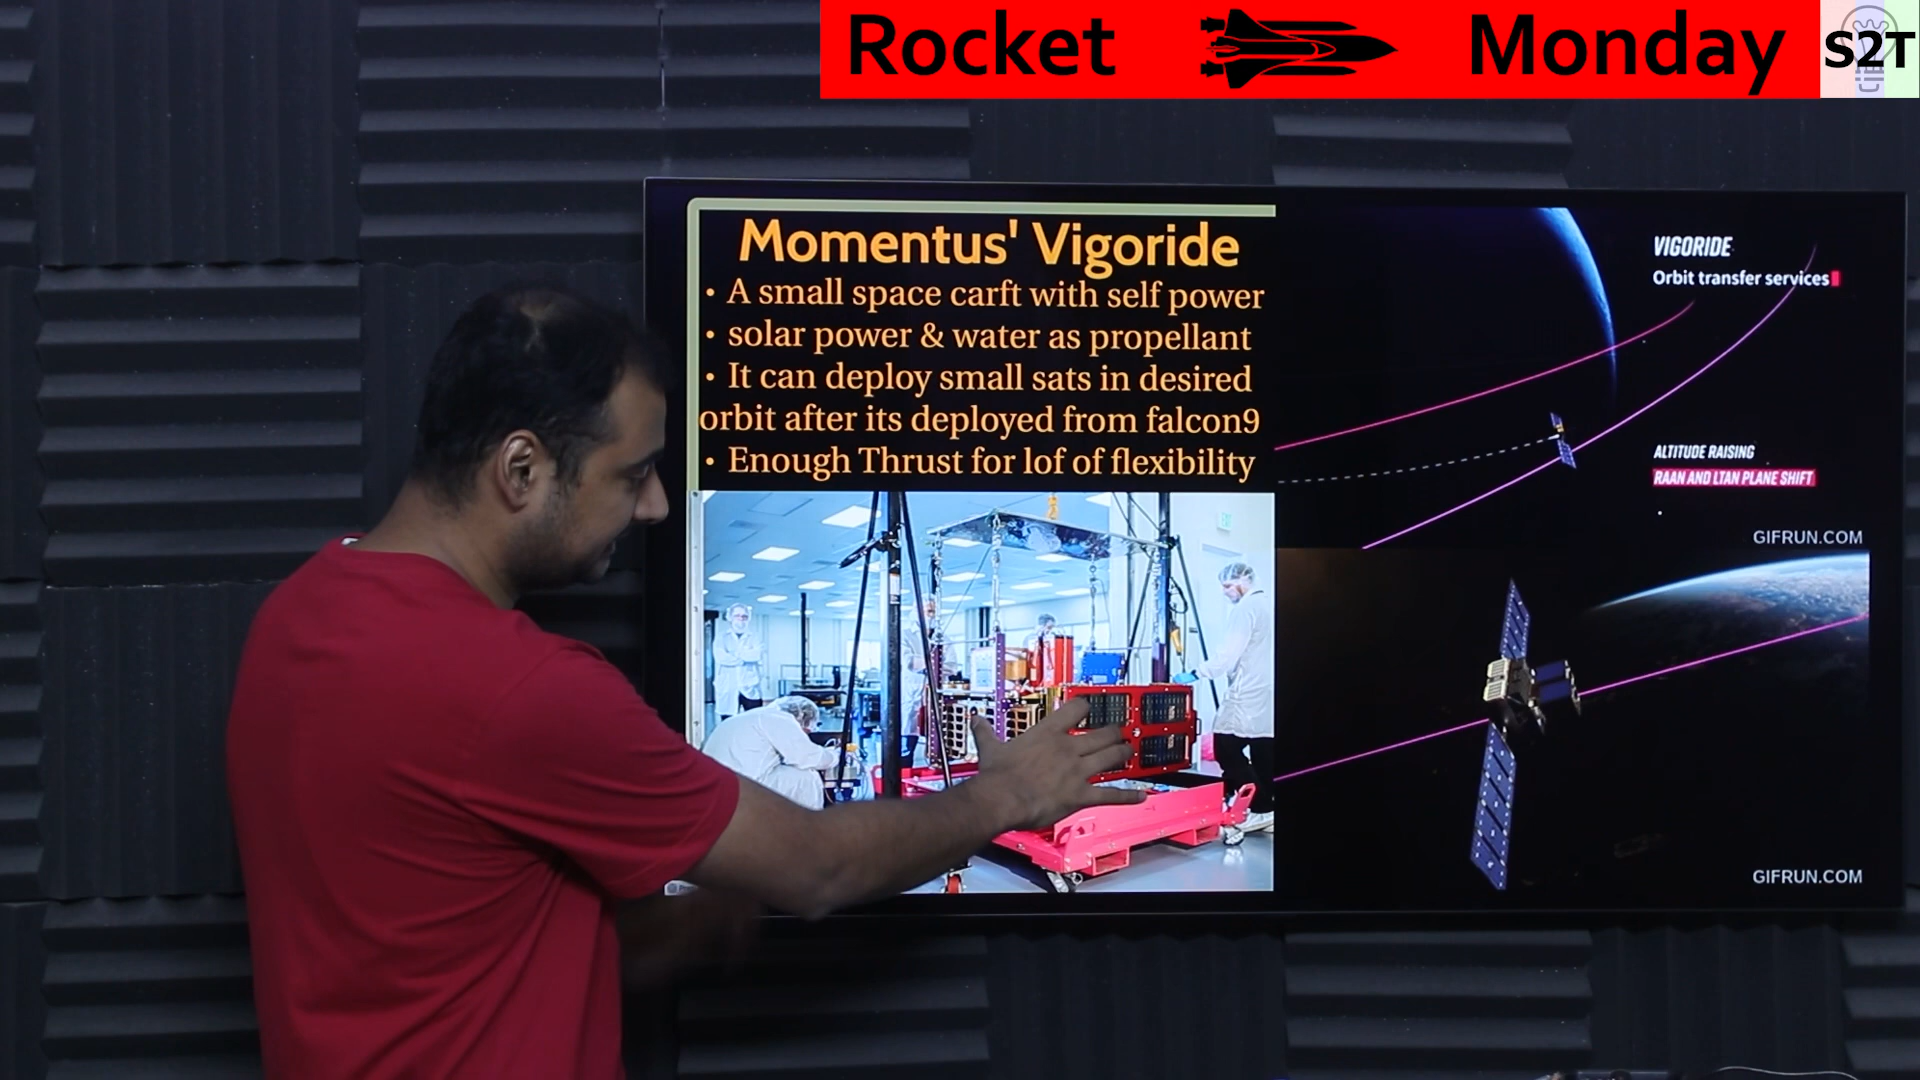 Rocket Monday
S2T
Momentus' Vigoride
• A small space carft with self power
• solar power & water as propellant
• It can deploy small sats in desired
orbit after its deployed from falcon9
• Enough Thrust for lof of flexibility
VIGORIDE
Orbit transfer services
ALTITUDE RAISING
RAAN AND LTAN PLANE SHIFT
GIFRUN.COM
GIFRUN.COM